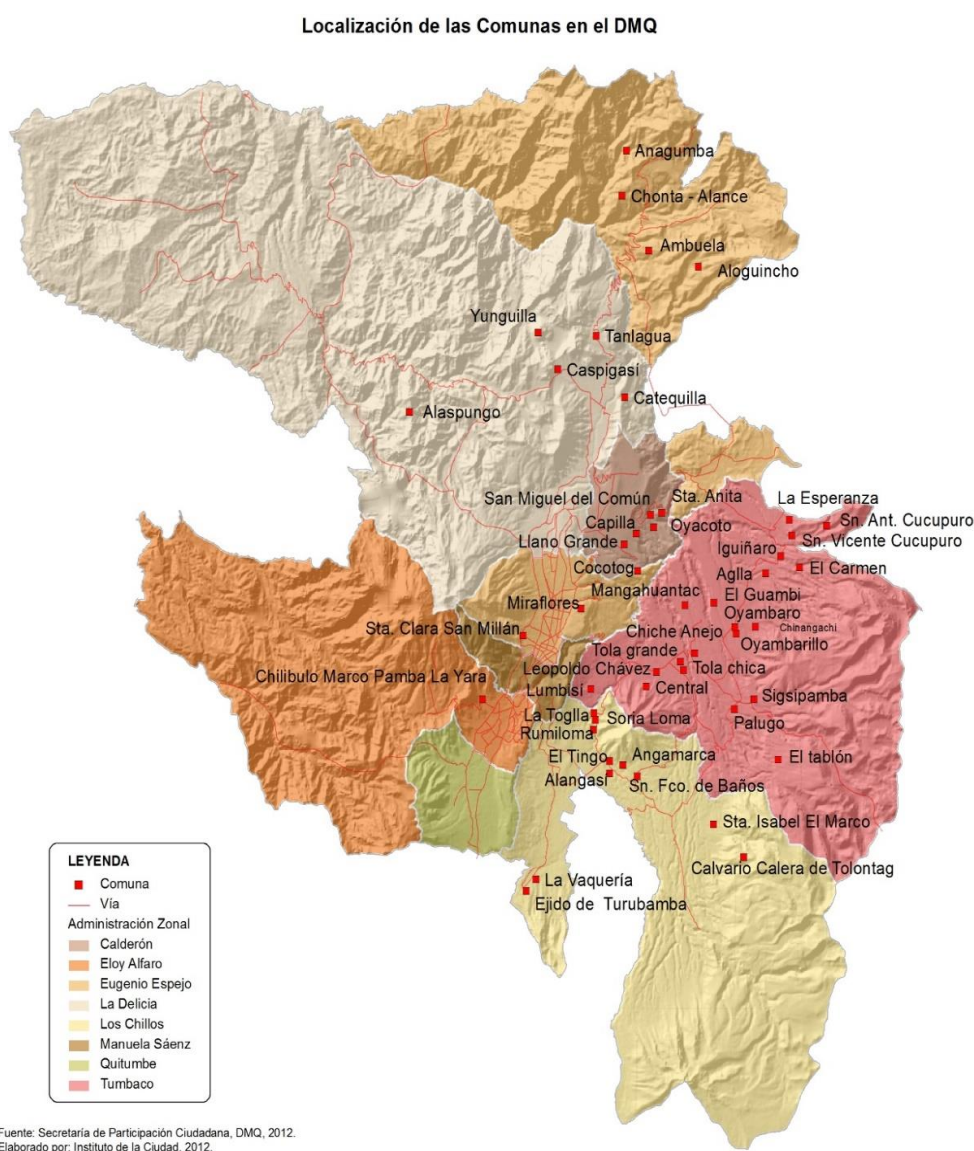 Localización de las Comunas en el DMQ
Anagumba
Chonta - Alance
Ambuela
Aloguincho
Yunguilla
Tanlagua
Caspigasí
Catequilla
Alaspungo
San Miguel del Común
Sta. Anita
La Esperanza
Capilla
Oyacoto
Sn. Ant. Cucupuro
Llano Grande
Sn. Vicente Cucupuro
Iguiñaro
Cocotog
Aglla
El Carmen
Mangahuantac
El Guambi
Miraflores
Oyambaro
Chinangachi
Sta. Clara San Millán
Chiche Anejo
Oyambarillo
Tola grande
Leopoldo Chávez
Tola chica
Chilibulo Marco Pamba La Yara
Lumbisí
Central
Sigsipamba
La Toglla
Soria Loma
Palugo
Rumiloma
El Tingo
Angamarca
El tablón
Alangasí
Sn. Fco. de Baños
Sta. Isabel El Marco
Calvario Calera de Tolontag
La Vaquería
Ejido de Turubamba
LEYENDA
Comuna
Vía
Administración Zonal
Calderón
Eloy Alfaro
Eugenio Espejo
La Delicia
Los Chillos
Manuela Sáenz
Quitumbe
Tumbaco
Fuente: Secretaría de Participación Ciudadana, DMQ, 2012.
Elaborado por: Instituto de la Ciudad, 2012.